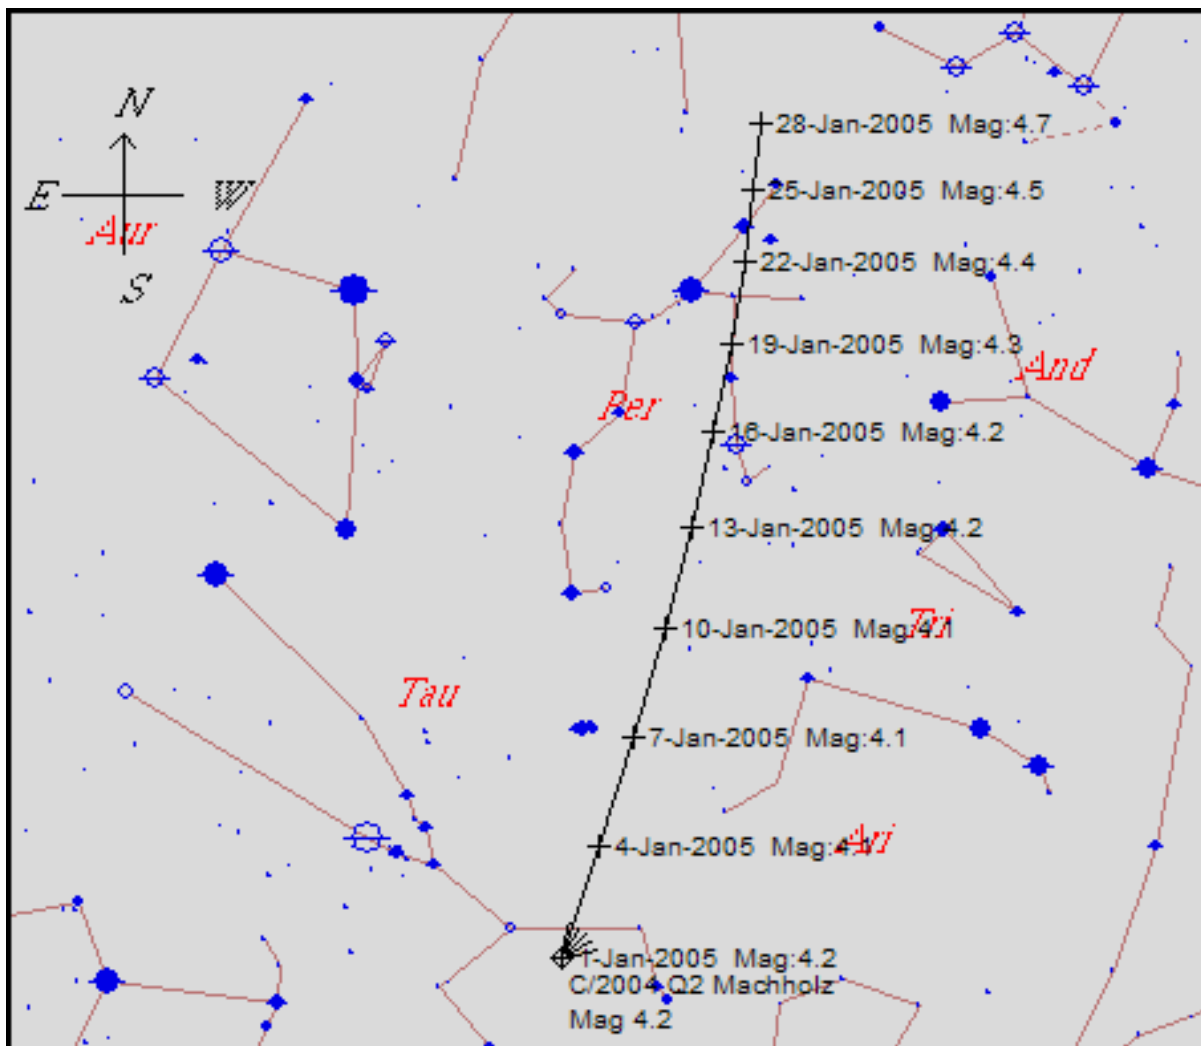 N
28-Jan-2005 Mag:4.7
E W
25-Jan-2005 Mag:4.5
Aur
22-Jan-2005 Mag:4.4
S
19-Jan-2005 Mag:4.3
And
Per
16-Jan-2005 Mag:4.2
13-Jan-2005 Mag:4.2
10-Jan-2005 Mag:4.1
Tri
Tau
7-Jan-2005 Mag:4.1
4-Jan-2005 Mag:4.1
Ari
1-Jan-2005 Mag:4.2
C/2004 Q2 Machholz
Mag 4.2